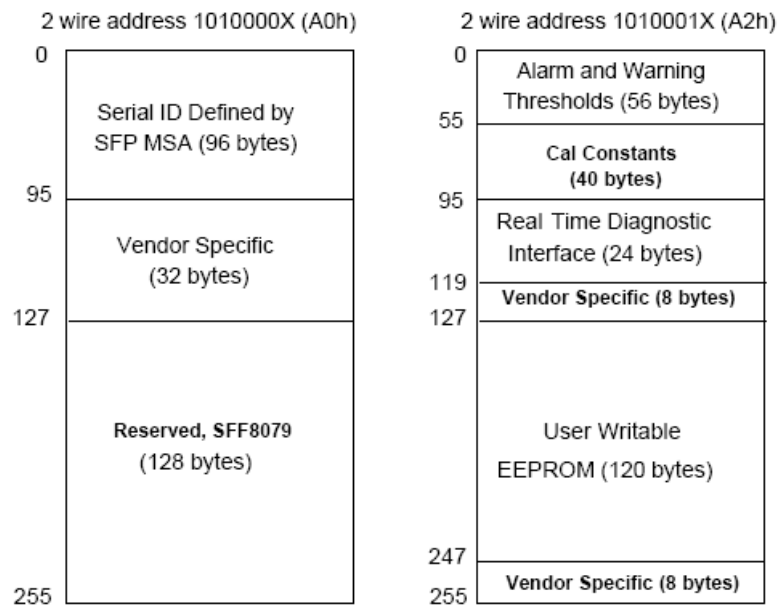 2 wire address 1010000X (A0h)
0
Serial ID Defined by
SFP MSA (96 bytes)
95
Vendor Specific
(32 bytes)
127
Reserved, SFF8079
(128 bytes)
255
2 wire address 1010001X (A2h)
0
Alarm and Warning
Thresholds (56 bytes)
55
Cal Constants
(40 bytes)
95
Real Time Diagnostic
Interface (24 bytes)
119
Vendor Specific (8 bytes)
127
User Writable
EEPROM (120 bytes)
247
Vendor Specific (8 bytes)
255